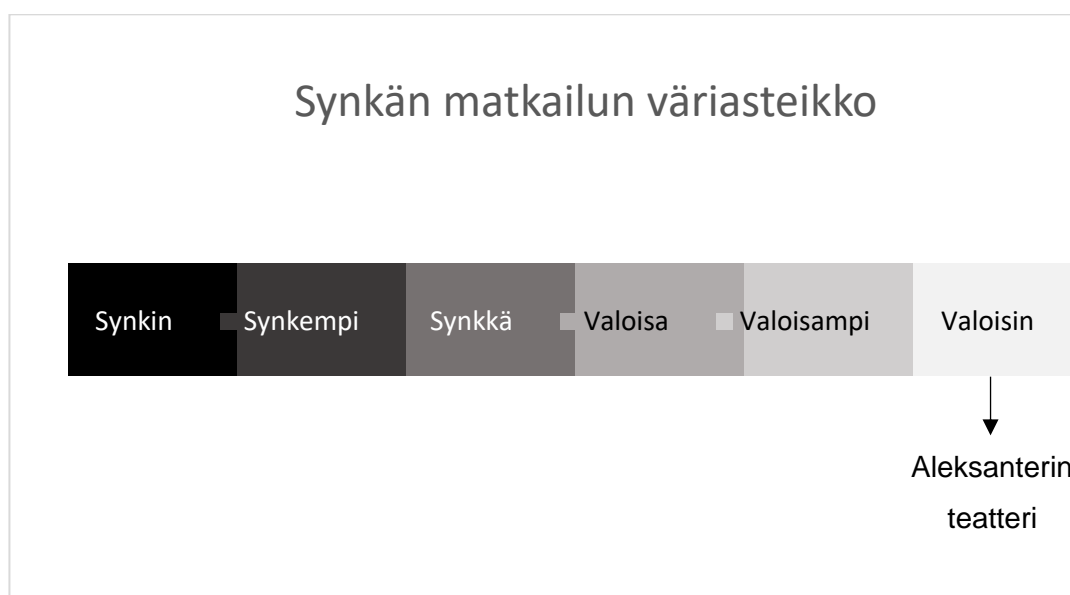 Synkän matkailun väriasteikko
Synkin Synkempi Synkkä Valoisa Valoisampi Valoisin
Aleksanterin
teatteri